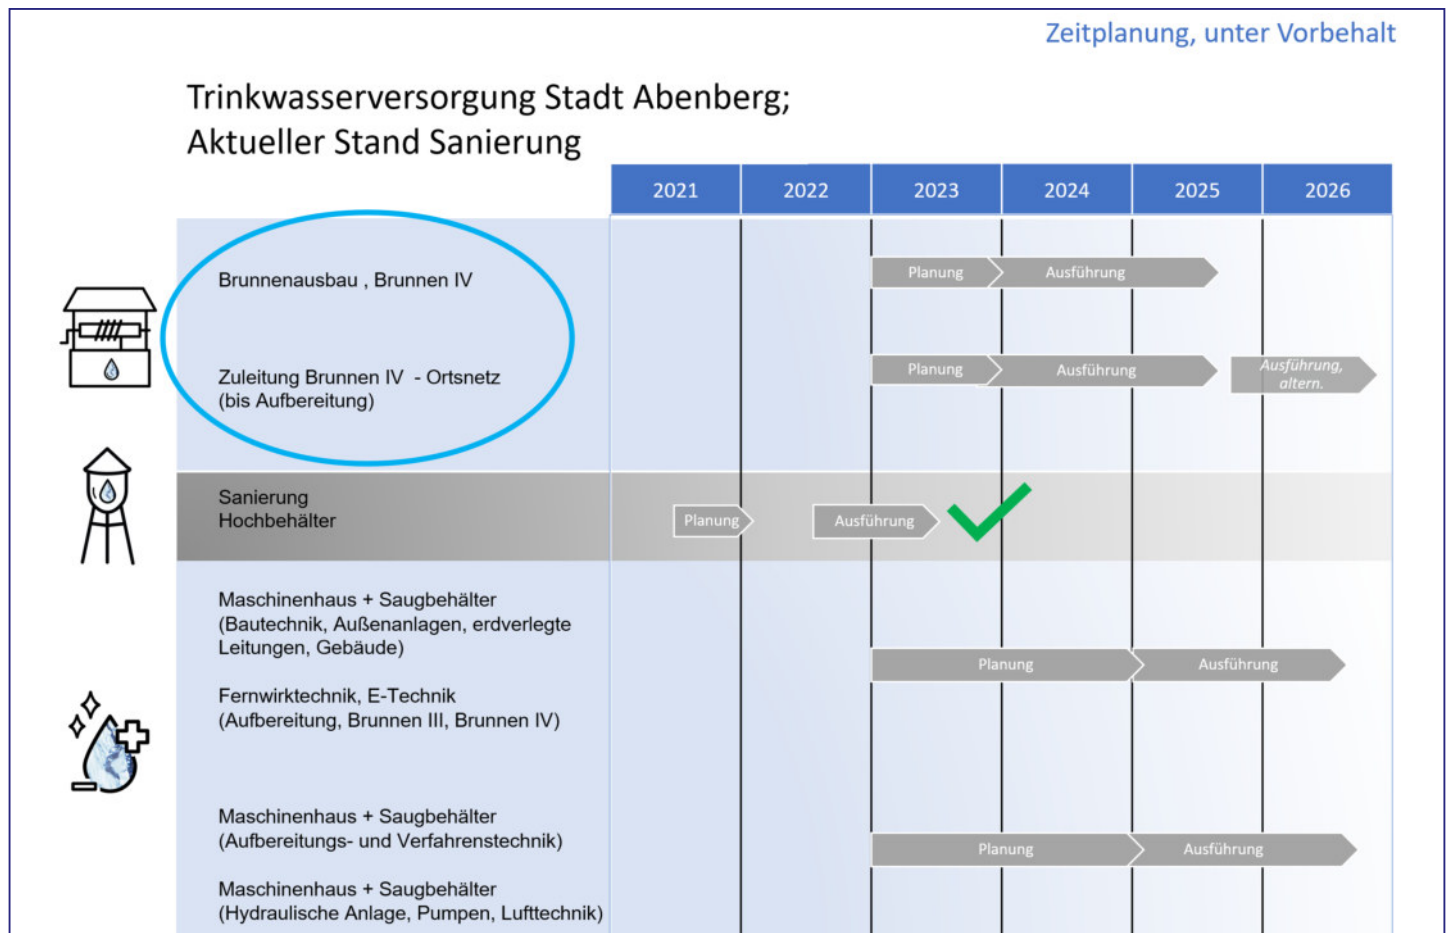 Zeitplanung, unter Vorbehalt
Trinkwasserversorgung Stadt Abenberg;
Aktueller Stand Sanierung
2021 2022 2023 2024 2025 2026
Brunnenausbau , Brunnen IV
Planung Ausführung
Zuleitung Brunnen IV - Ortsnetz
(bis Aufbereitung)
Planung Ausführung
Ausführung,
altern.
Sanierung
Hochbehälter
Planung Ausführung
Maschinenhaus + Saugbehälter
(Bautechnik, Außenanlagen, erdverlegte
Leitungen, Gebäude)
Planung Ausführung
Fernwirktechnik, E-Technik
(Aufbereitung, Brunnen III, Brunnen IV)
Maschinenhaus + Saugbehälter
(Aufbereitungs- und Verfahrenstechnik)
Planung Ausführung
Maschinenhaus + Saugbehälter
(Hydraulische Anlage, Pumpen, Lufttechnik)